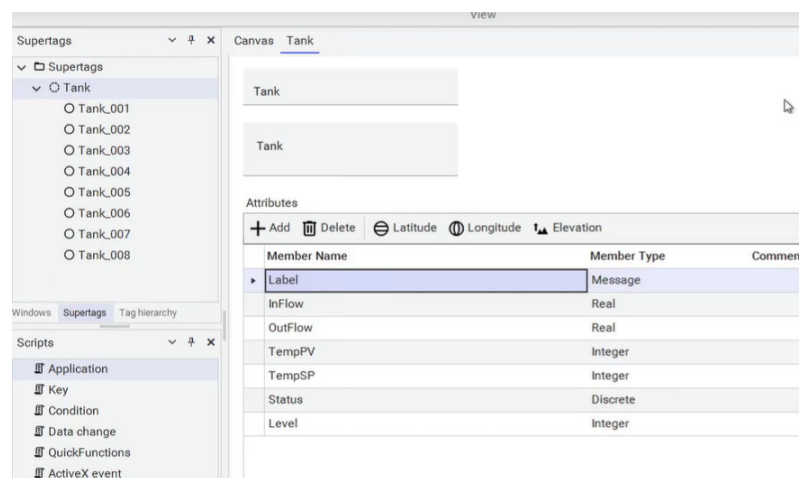 View
Supertags
Supertags
Tank
Tank_001
Tank_002
Tank_003
Tank_004
Tank_005
Tank_006
Tank_007
Tank_008
Windows Supertags Tag hierarchy
Scripts
Application
Key
Condition
Data change
QuickFunctions
ActiveX event
Canvas Tank
Tank
Tank
Attributes
Add Delete Latitude Longitude Elevation
Member Name Member Type Commen
Label Message
InFlow Real
OutFlow Real
TempPV Integer
TempSP Integer
Status Discrete
Level Integer